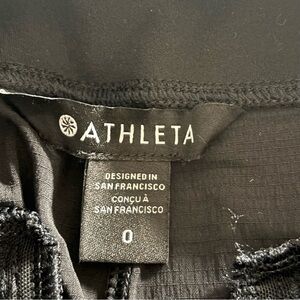 ATHLETA
DESIGNED IN
SAN FRANCISCO
CONÇU À
SAN FRANCISCO
0